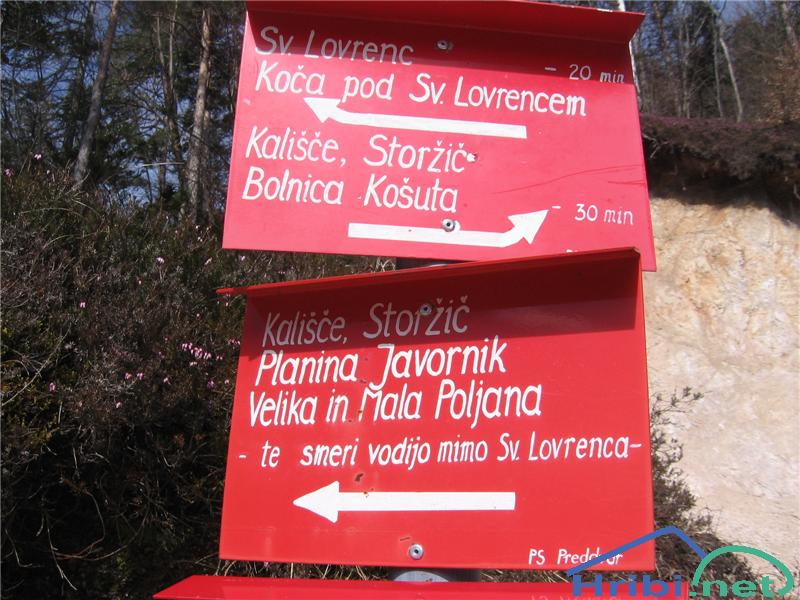 Sv. Lovrenc
- 20 min
Koča pod Sv. Lovrencem
Kališče, Storžič
Bolnica Košuta
- 30 min
Kališče, Storžič
Planina Javornik
Velika in Mala Poljana
- te smeri vodijo mimo Sv. Lovrenca-
PS Preddvor
Hribi.net